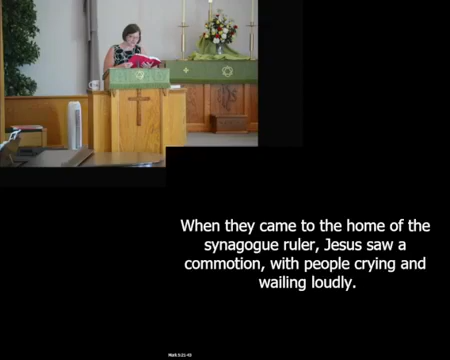 When they came to the home of the
synagogue ruler, Jesus saw a
commotion, with people crying and
wailing loudly.
Mark 5:21-43